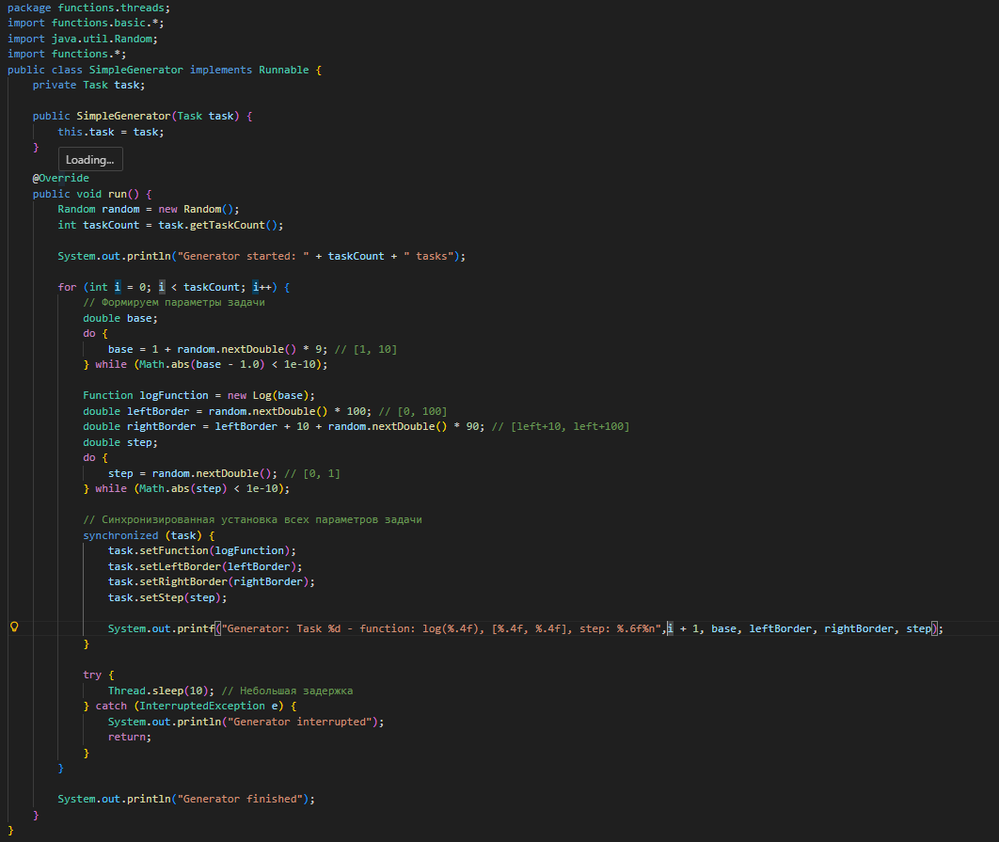 package functions.threads;
import functions.basic.*;
import java.util.Random;
import functions.*;
public class SimpleGenerator implements Runnable {
    private Task task;

    public SimpleGenerator(Task task) {
        this.task = task;
    }
Loading...
    @Override
    public void run() {
        Random random = new Random();
        int taskCount = task.getTaskCount();

        System.out.println("Generator started: " + taskCount + " tasks");

        for (int i = 0; i < taskCount; i++) {
            // Формируем параметры задачи
            double base;
            do {
                base = 1 + random.nextDouble() * 9; // [1, 10]
            } while (Math.abs(base - 1.0) < 1e-10);

            Function logFunction = new Log(base);
            double leftBorder = random.nextDouble() * 100; // [0, 100]
            double rightBorder = leftBorder + 10 + random.nextDouble() * 90; // [left+10, left+100]
            double step;
            do {
                step = random.nextDouble(); // [0, 1]
            } while (Math.abs(step) < 1e-10);

            // Синхронизированная установка всех параметров задачи
            synchronized (task) {
                task.setFunction(logFunction);
                task.setLeftBorder(leftBorder);
                task.setRightBorder(rightBorder);
                task.setStep(step);

                System.out.printf("Generator: Task %d - function: log(%.4f), [%.4f, %.4f], step: %.6f%n",i + 1, base, leftBorder, rightBorder, step);
            }

            try {
                Thread.sleep(10); // Небольшая задержка
            } catch (InterruptedException e) {
                System.out.println("Generator interrupted");
                return;
            }
        }

        System.out.println("Generator finished");
    }
}